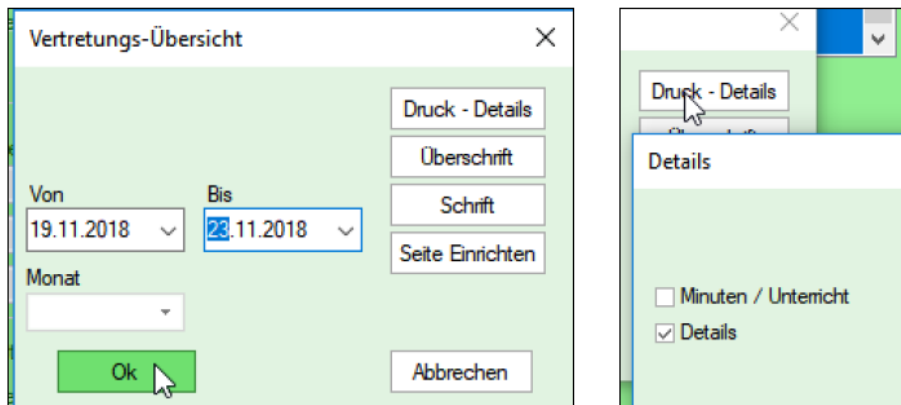 Vertretungs-Übersicht
Druck - Details
Überschrift
Von
Bis
Schrift
19.11.2018
23.11.2018
Seite Einrichten
Monat
Ok
Abbrechen
Druck - Details
Details
Minuten / Unterricht
Details